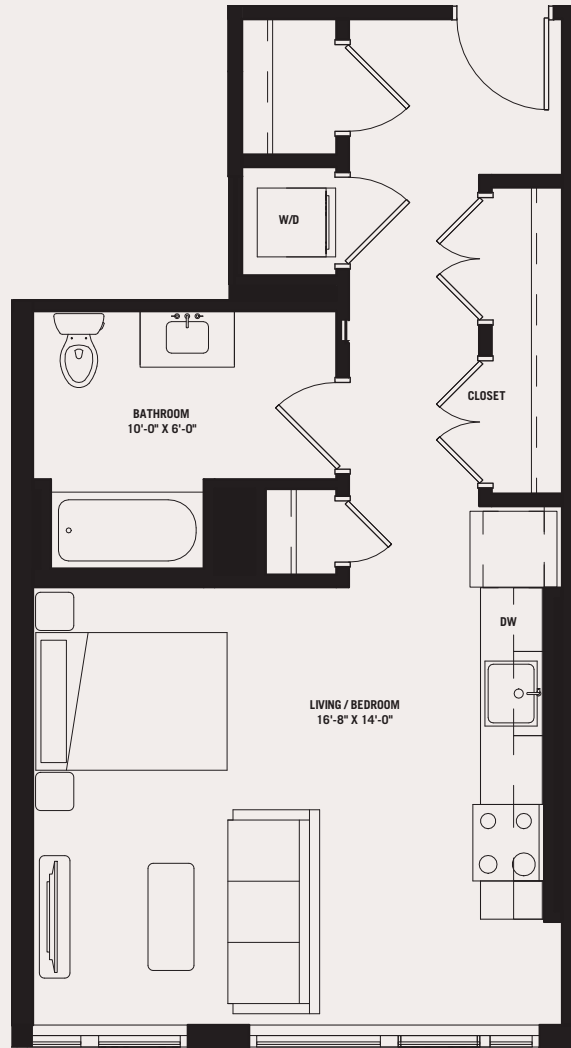 W/D
BATHROOM
10'-0" X 6'-0"
CLOSET
DW
LIVING / BEDROOM
16'-8" X 14'-0"